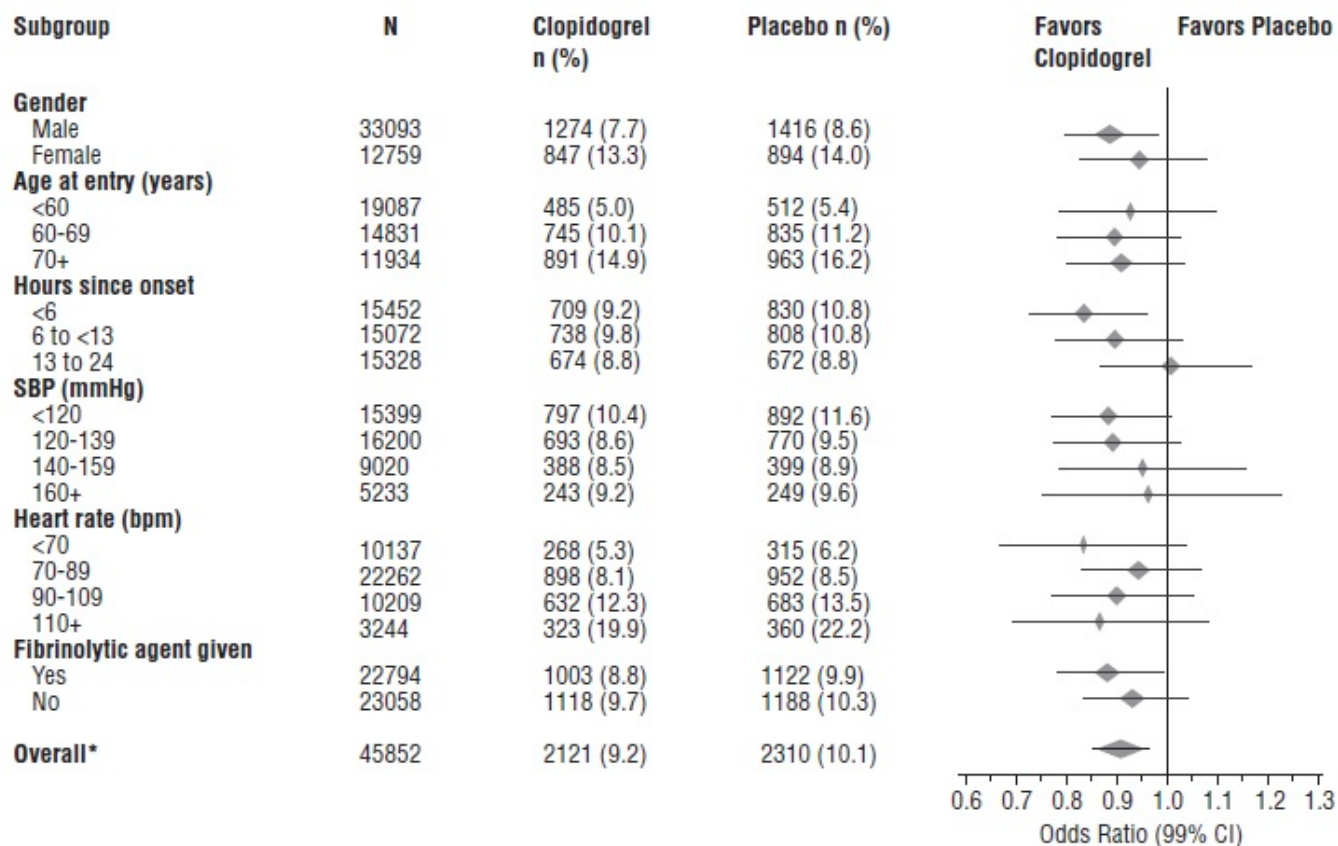 Subgroup N Clopidogrel n (%) Placebo n (%) Favors Clopidogrel Favors Placebo
Gender
Male 33093 1274 (7.7) 1416 (8.6)
Female 12759 847 (13.3) 894 (14.0)
Age at entry (years)
<60 19087 485 (5.0) 512 (5.4)
60-69 14831 745 (10.1) 835 (11.2)
70+ 11934 891 (14.9) 963 (16.2)
Hours since onset
<6 15452 709 (9.2) 830 (10.8)
6 to <13 15072 738 (9.8) 808 (10.8)
13 to 24 15328 674 (8.8) 672 (8.8)
SBP (mmHg)
<120 15399 797 (10.4) 892 (11.6)
120-139 16200 693 (8.6) 770 (9.5)
140-159 9020 388 (8.5) 399 (8.9)
160+ 5233 243 (9.2) 249 (9.6)
Heart rate (bpm)
<70 10137 268 (5.3) 315 (6.2)
70-89 22262 898 (8.1) 952 (8.5)
90-109 10209 632 (12.3) 683 (13.5)
110+ 3244 323 (19.9) 360 (22.2)
Fibrinolytic agent given
Yes 22794 1003 (8.8) 1122 (9.9)
No 23058 1118 (9.7) 1188 (10.3)
Overall* 45852 2121 (9.2) 2310 (10.1)
0.6 0.7 0.8 0.9 1.0 1.1 1.2 1.3
Odds Ratio (99% CI)